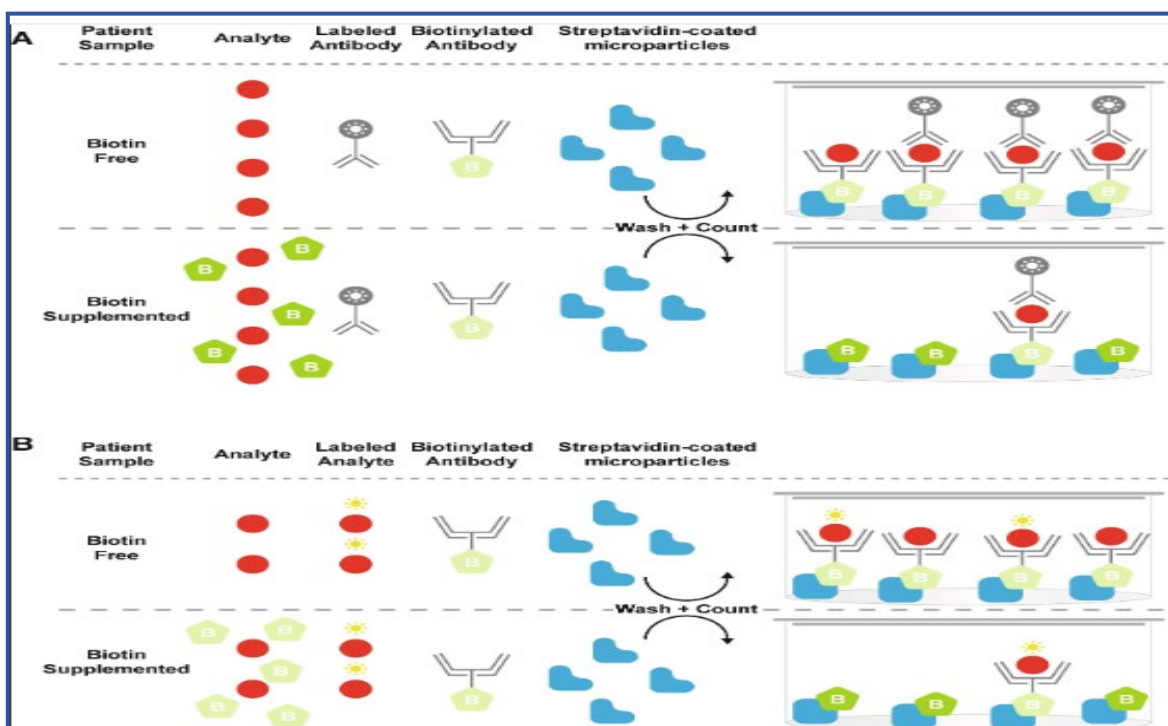 A
Patient Sample
Analyte
Labeled Antibody
Biotinylated Antibody
Streptavidin-coated microparticles
Biotin Free
B
B
B
B
B
Wash + Count
Biotin Supplemented
B
B
B
B
B
B
B
B
B
B
B
Patient Sample
Analyte
Labeled Analyte
Biotinylated Antibody
Streptavidin-coated microparticles
Biotin Free
B
B
B
B
B
Wash + Count
Biotin Supplemented
B
B
B
B
B
B
B
B
B
B